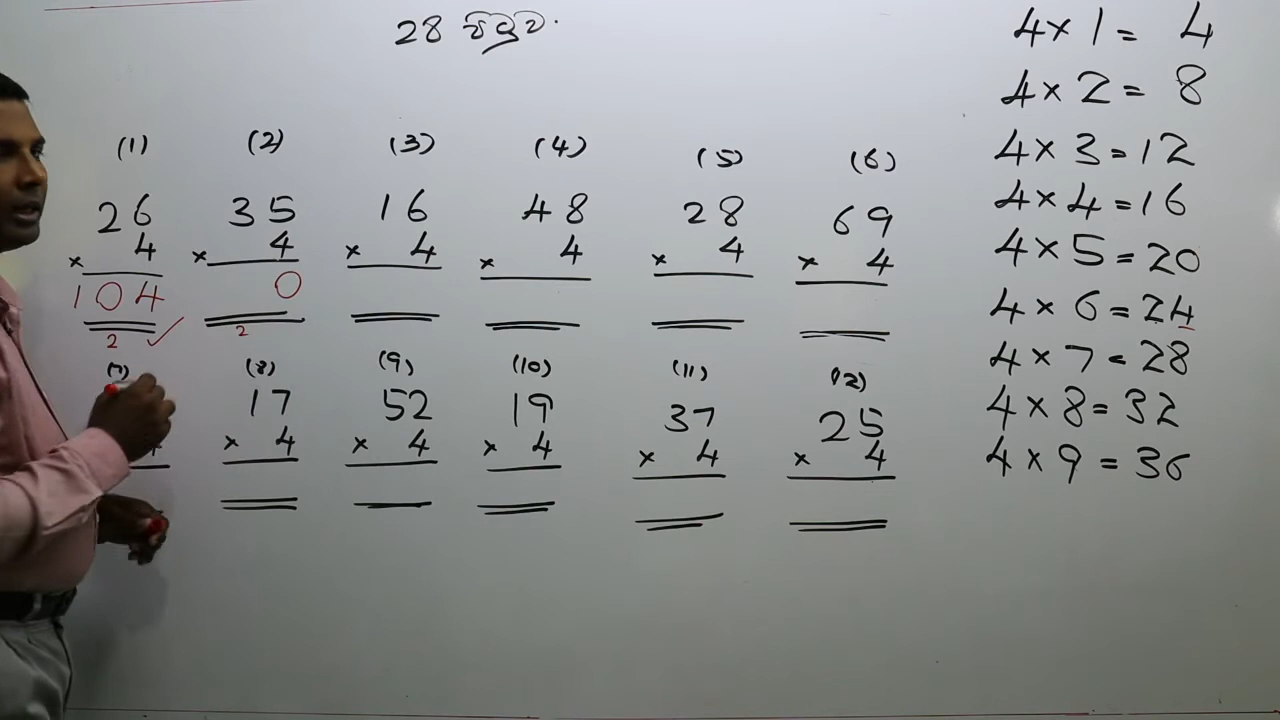 28 පහුව.
(1) (2) (3) (4) (5) (6)
26 35 16 48 28 69
× 4 × 4 × 4 × 4 × 4 × 4
104 0
2 2
(7) (8) (9) (10) (11) (12)
17 52 19 37 25
× 4 × 4 × 4 × 4 × 4
4 × 1 = 4
4 × 2 = 8
4 × 3 = 12
4 × 4 = 16
4 × 5 = 20
4 × 6 = 24
4 × 7 = 28
4 × 8 = 32
4 × 9 = 36